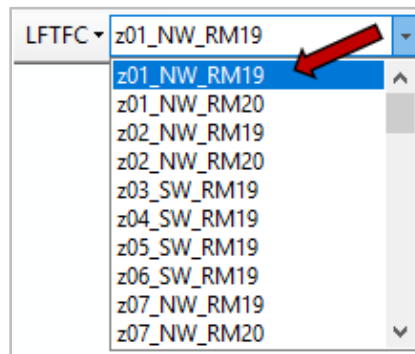 LFTFC z01_NW_RM19
z01_NW_RM19
z01_NW_RM20
z02_NW_RM19
z02_NW_RM20
z03_SW_RM19
z04_SW_RM19
z05_SW_RM19
z06_SW_RM19
z07_NW_RM19
z07_NW_RM20